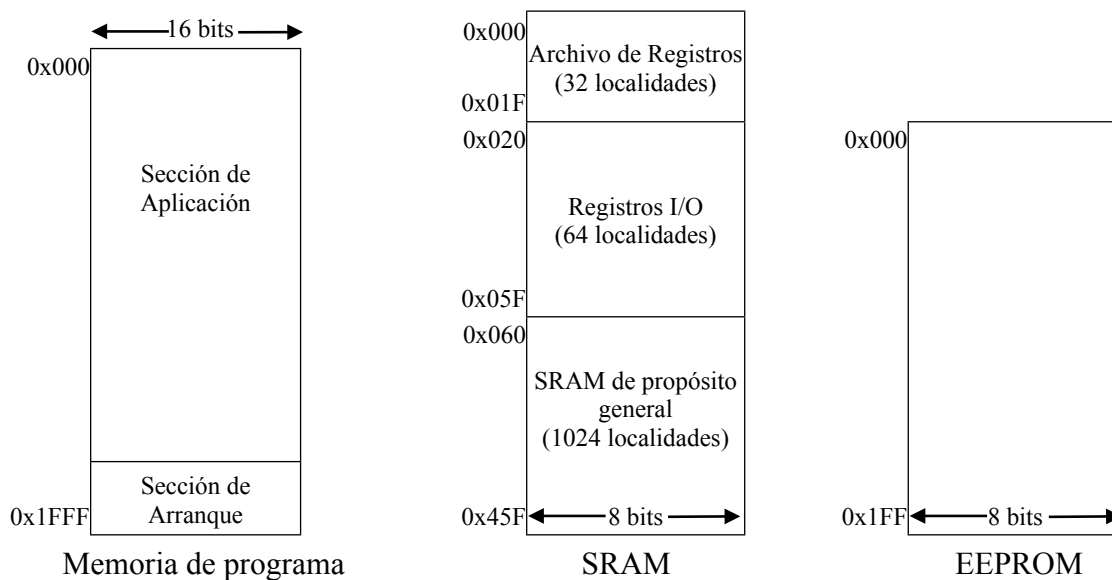 16 bits
0x000
Sección de
Aplicación
Sección de
Arranque
0x1FFF
Memoria de programa
0x000
Archivo de Registros
(32 localidades)
0x01F
0x020
Registros I/O
(64 localidades)
0x05F
0x060
SRAM de propósito
general
(1024 localidades)
0x45F
8 bits
SRAM
0x000
0x1FF
8 bits
EEPROM